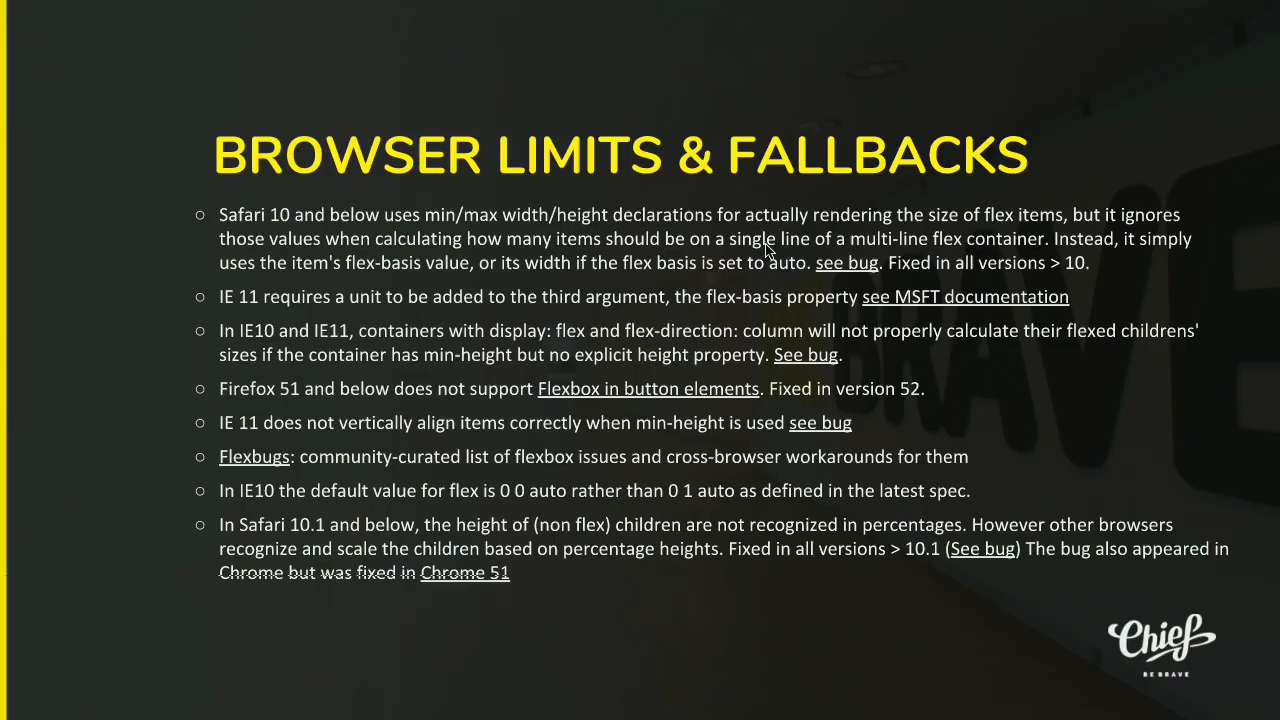 BROWSER LIMITS & FALLBACKS
○ Safari 10 and below uses min/max width/height declarations for actually rendering the size of flex items, but it ignores
those values when calculating how many items should be on a single line of a multi-line flex container. Instead, it simply
uses the item's flex-basis value, or its width if the flex basis is set to auto. see bug. Fixed in all versions > 10.
○ IE 11 requires a unit to be added to the third argument, the flex-basis property see MSFT documentation
○ In IE10 and IE11, containers with display: flex and flex-direction: column will not properly calculate their flexed childrens'
sizes if the container has min-height but no explicit height property. See bug.
○ Firefox 51 and below does not support Flexbox in button elements. Fixed in version 52.
○ IE 11 does not vertically align items correctly when min-height is used see bug
○ Flexbugs: community-curated list of flexbox issues and cross-browser workarounds for them
○ In IE10 the default value for flex is 0 0 auto rather than 0 1 auto as defined in the latest spec.
○ In Safari 10.1 and below, the height of (non flex) children are not recognized in percentages. However other browsers
recognize and scale the children based on percentage heights. Fixed in all versions > 10.1 (See bug) The bug also appeared in
Chrome but was fixed in Chrome 51
BRAVE
Chief
BE BRAVE